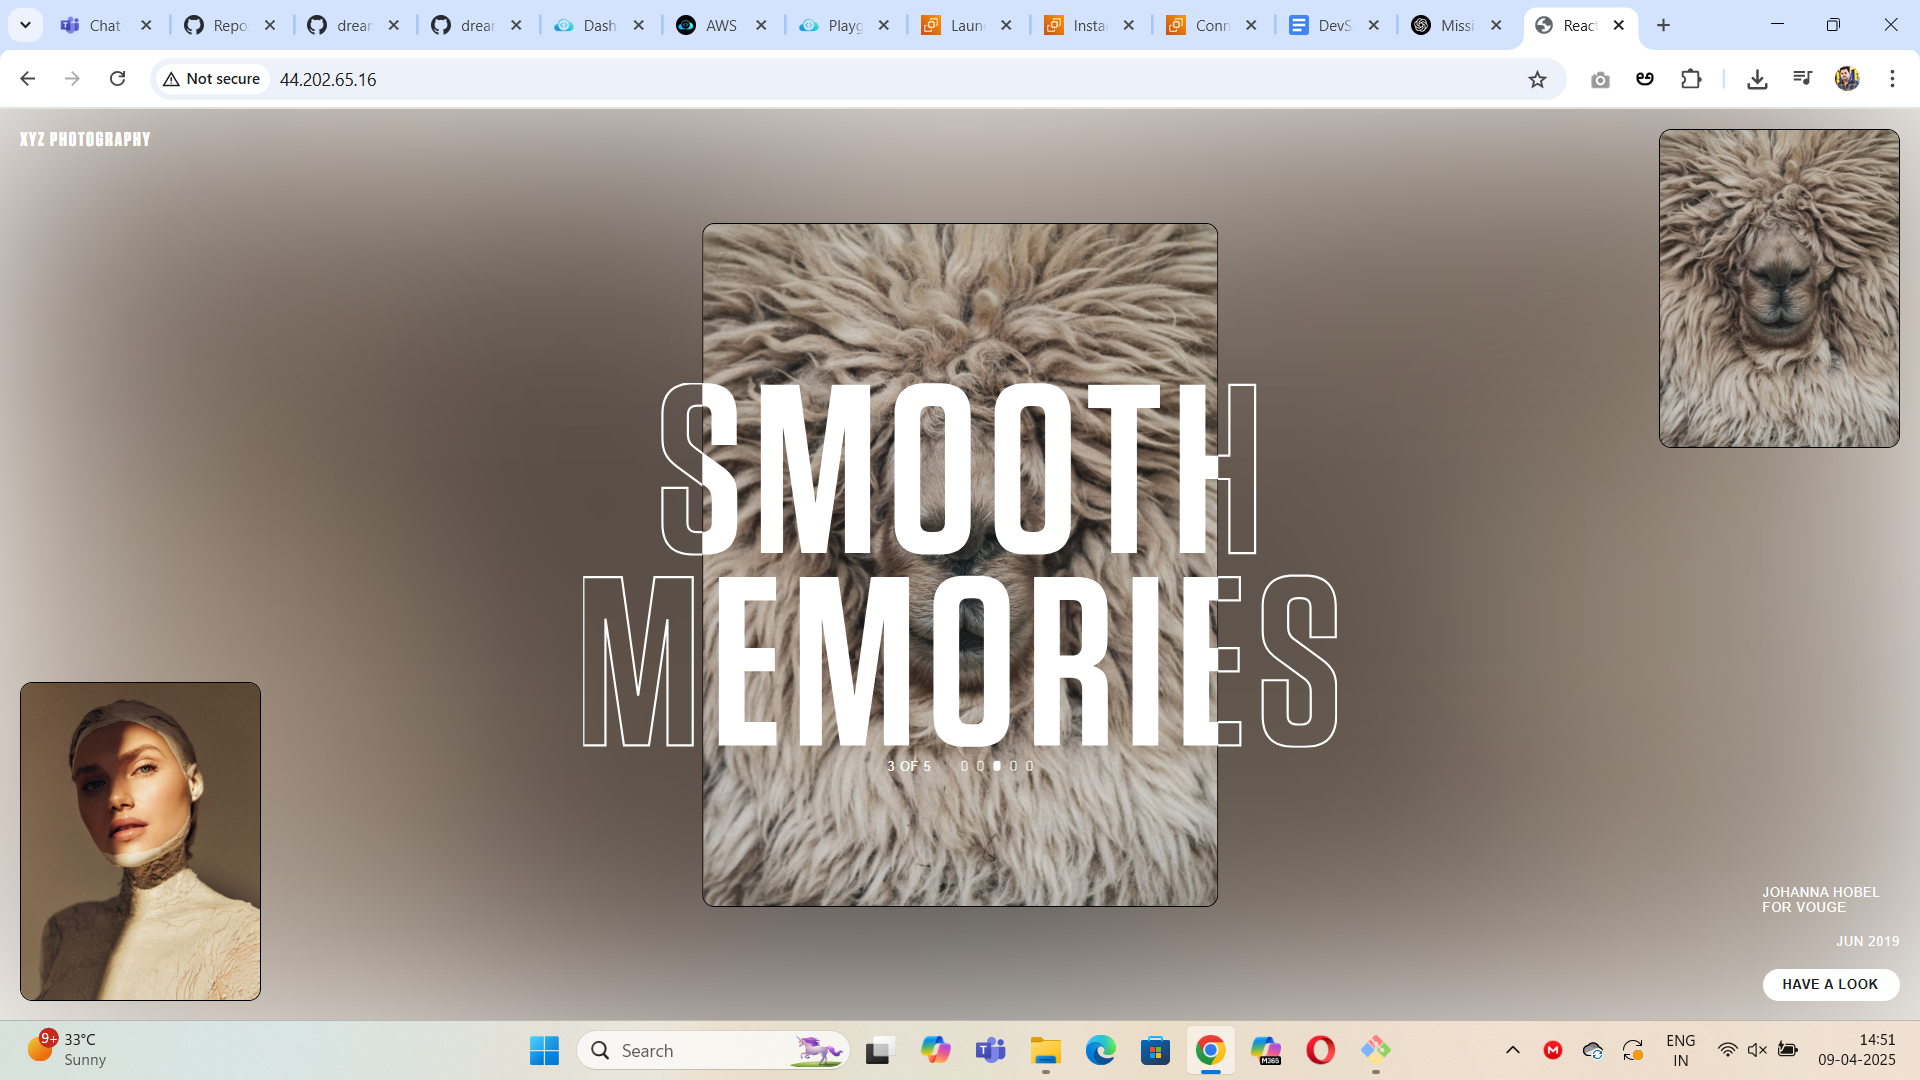 Chat
Repo
drear
drear
Dash
AWS
Playg
Laun
Instar
Conn
DevS
Missi
React
Not secure
44.202.65.16
XYZ PHOTOGRAPHY
SMOOTH
MEMORIES
3 OF 5
JOHANNA HOBEL
FOR VOUGE
JUN 2019
HAVE A LOOK
9+
33°C
Sunny
Search
M365
M
ENG
IN
14:51
09-04-2025